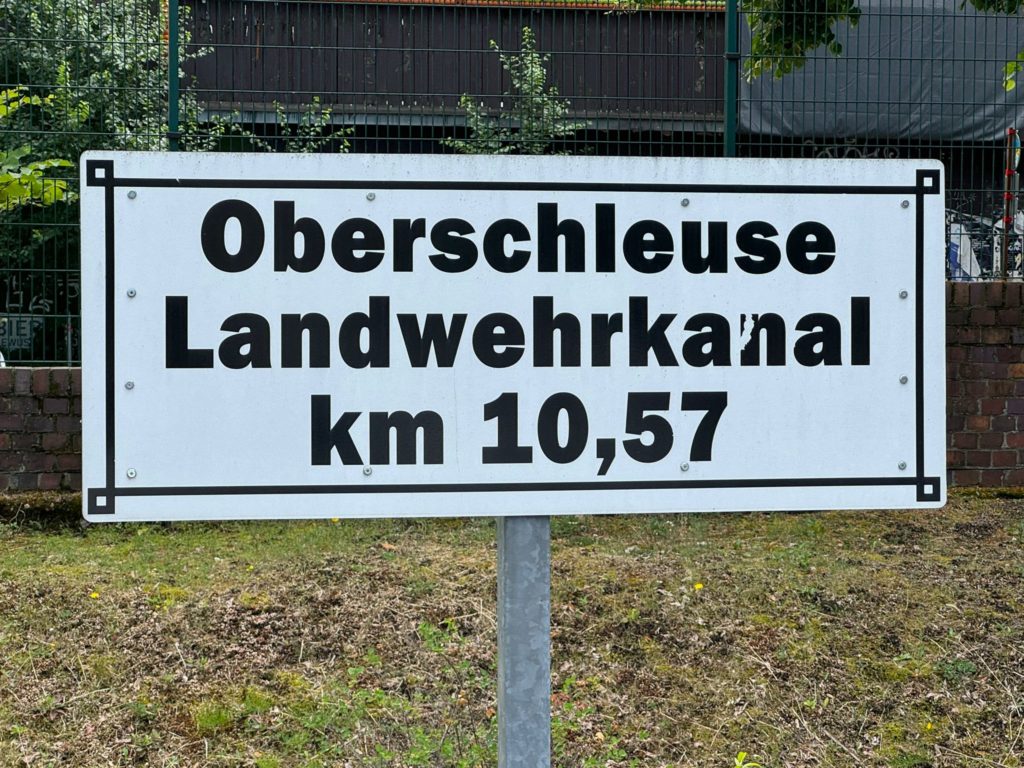 Oberschleuse
Landwehrkanal
km 10,57